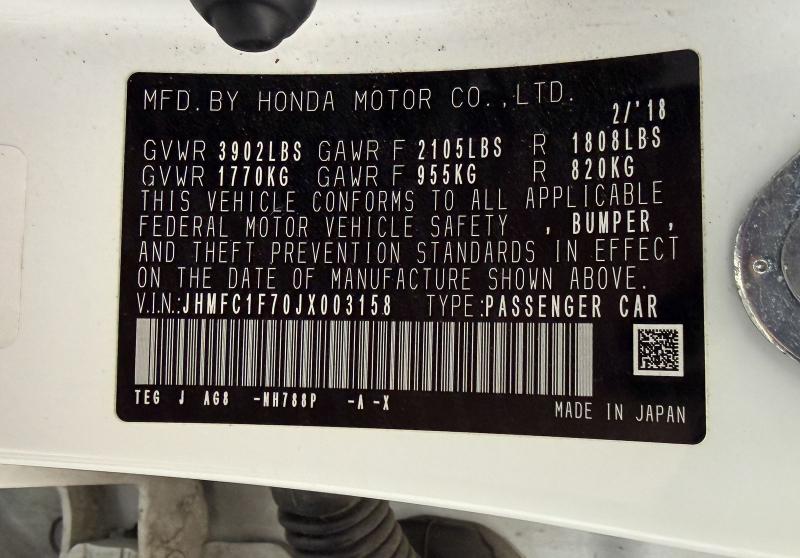 MFD. BY HONDA MOTOR CO., LTD.
2/'18
GVWR 3902LBS GAWR F 2105LBS R 1808LBS
GVWR 1770KG GAWR F 955KG R 820KG
THIS VEHICLE CONFORMS TO ALL APPLICABLE
FEDERAL MOTOR VEHICLE SAFETY , BUMPER ,
AND THEFT PREVENTION STANDARDS IN EFFECT
ON THE DATE OF MANUFACTURE SHOWN ABOVE.
V.I.N.:JHMFC1F70JX003158 TYPE:PASSENGER CAR
TEG J AG8 -NH788P -A -X
MADE IN JAPAN